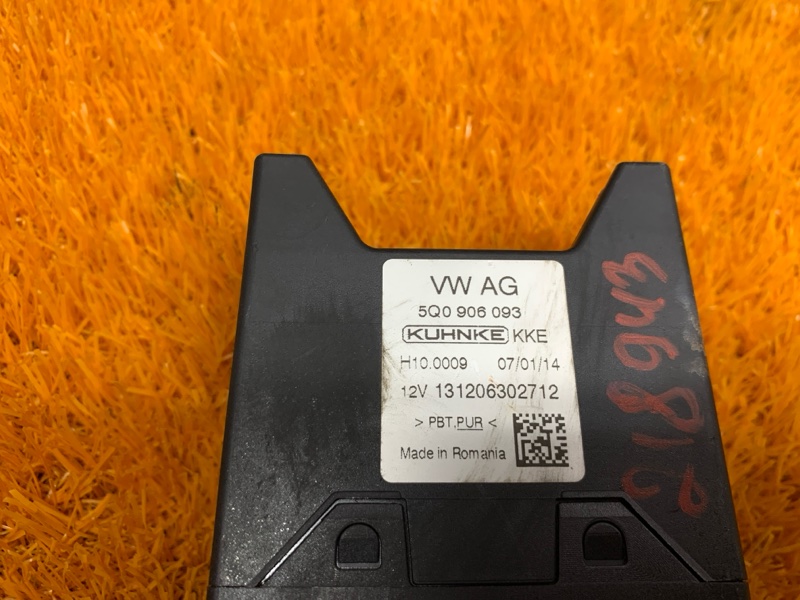 VW AG
5Q0 906 093
KUHNKE KKE
H10.0009 07/01/14
12V 131206302712
> PBT,PUR <
Made in Romania